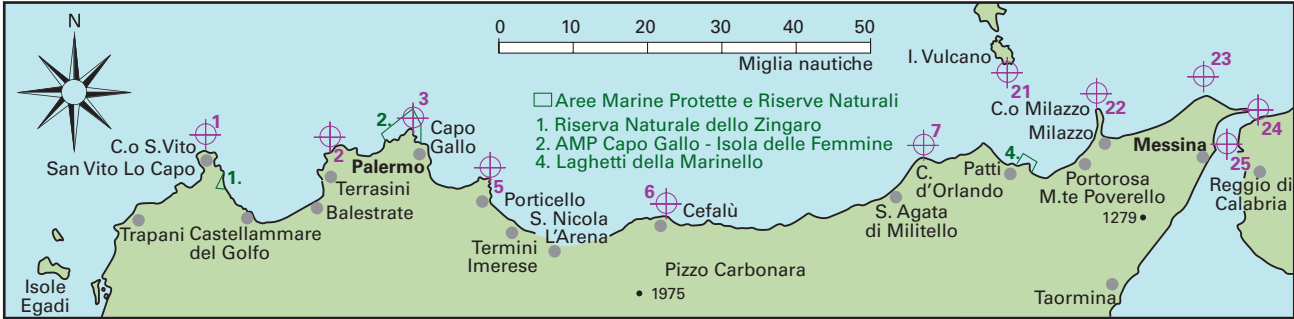 N
0 10 20 30 40 50
Miglia nautiche
Aree Marine Protette e Riserve Naturali
1. Riserva Naturale dello Zingaro
2. AMP Capo Gallo - Isola delle Femmine
4. Laghetti della Marinello
1
C.o S.Vito
San Vito Lo Capo
1.
Trapani
Castellammare
del Golfo
Isole
Egadi
2
Terrasini
Balestrate
2.
3
Capo
Gallo
Palermo
5
Porticello
S. Nicola
L'Arena
Termini
Imerese
6
Cefalù
Pizzo Carbonara
1975
7
C.
d'Orlando
S. Agata
di Militello
I. Vulcano
21
4.
Patti
22
C.o Milazzo
Milazzo
Portorosa
M.te Poverello
1279
23
24
Messina
25
Reggio di
Calabria
Taormina